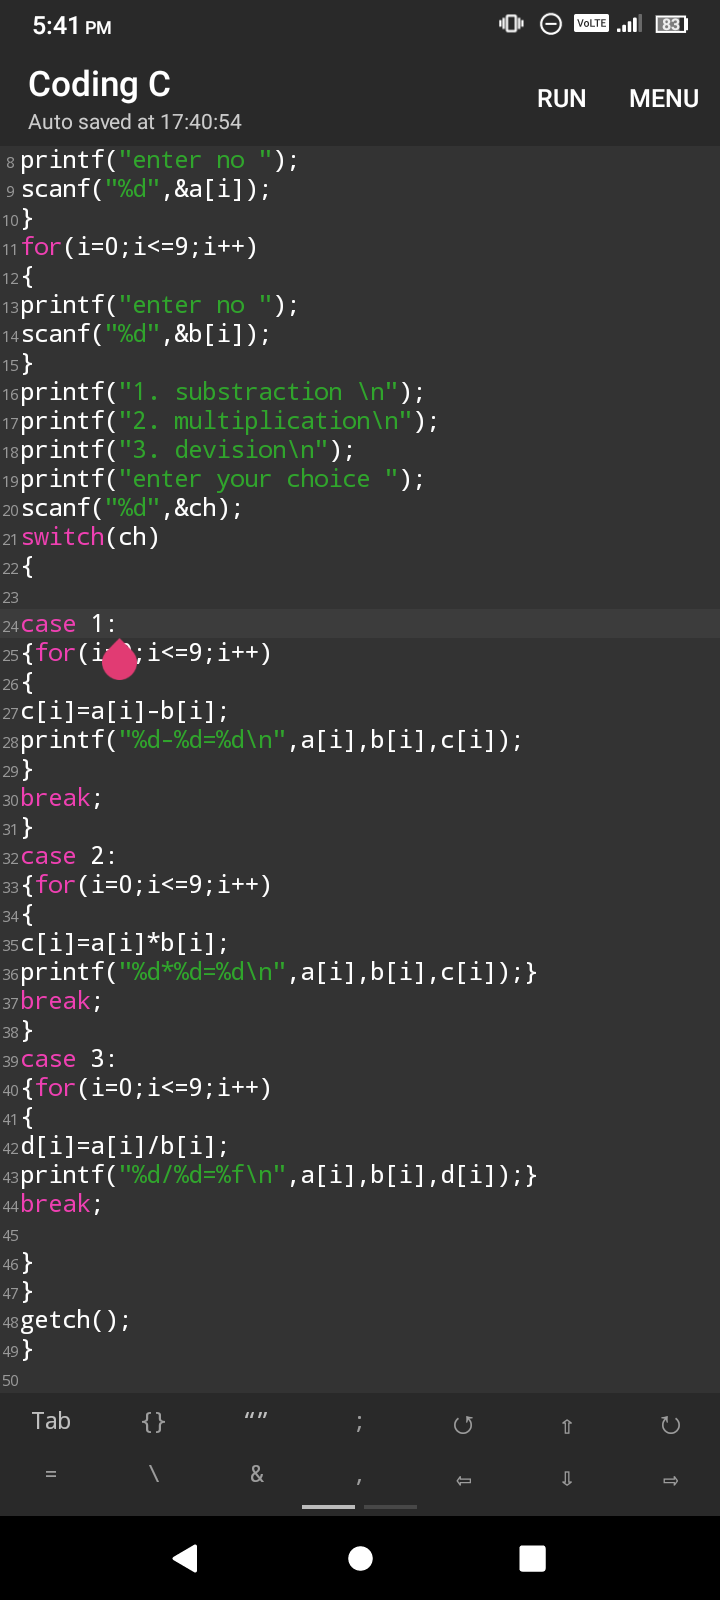 5:41 PM
VoLTE
83
Coding C
Auto saved at 17:40:54
RUN
MENU
8 printf("enter no ");
9 scanf("%d",&a[i]);
10 }
11 for(i=0;i<=9;i++)
12 {
13 printf("enter no ");
14 scanf("%d",&b[i]);
15 }
16 printf("1. substraction \n");
17 printf("2. multiplication\n");
18 printf("3. devision\n");
19 printf("enter your choice ");
20 scanf("%d",&ch);
21 switch(ch)
22 {
23
24 case 1:
25 {for(i=0;i<=9;i++)
26 {
27 c[i]=a[i]-b[i];
28 printf("%d-%d=%d\n",a[i],b[i],c[i]);
29 }
30 break;
31 }
32 case 2:
33 {for(i=0;i<=9;i++)
34 {
35 c[i]=a[i]*b[i];
36 printf("%d*%d=%d\n",a[i],b[i],c[i]);}
37 break;
38 }
39 case 3:
40 {for(i=0;i<=9;i++)
41 {
42 d[i]=a[i]/b[i];
43 printf("%d/%d=%f\n",a[i],b[i],d[i]);}
44 break;
45
46 }
47 }
48 getch();
49 }
50
Tab {} “” ; ↺ ⇧ ↻
= \ & , ⇦ ⇩ ⇨